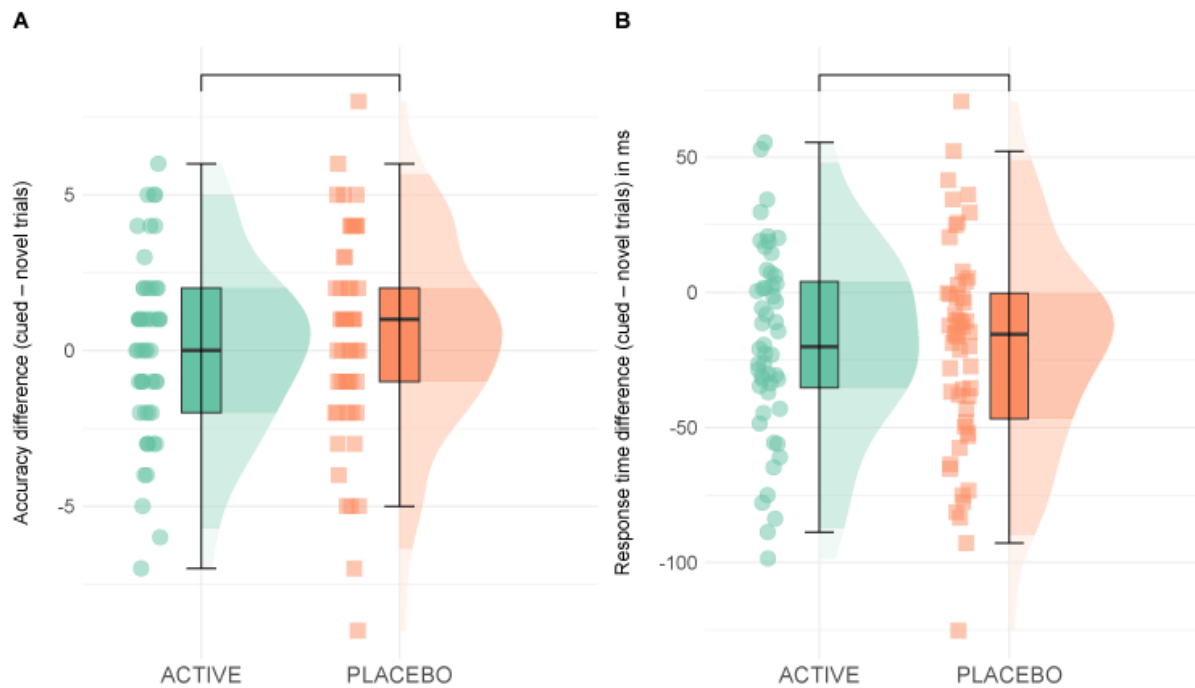 A
Accuracy difference (cued – novel trials)
5
0
-5
ACTIVE PLACEBO
B
Response time difference (cued – novel trials) in ms
50
0
-50
-100
ACTIVE PLACEBO